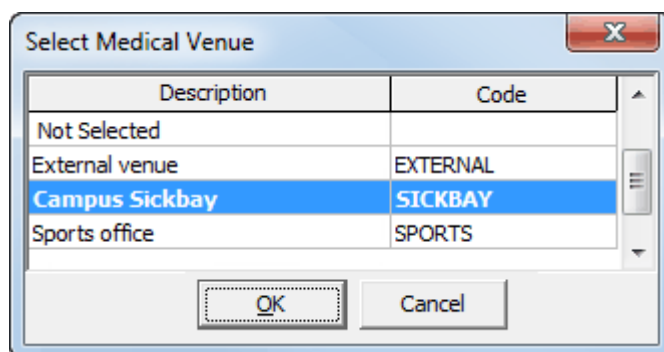 Select Medical Venue
Description Code
Not Selected
External venue EXTERNAL
Campus Sickbay SICKBAY
Sports office SPORTS
OK Cancel